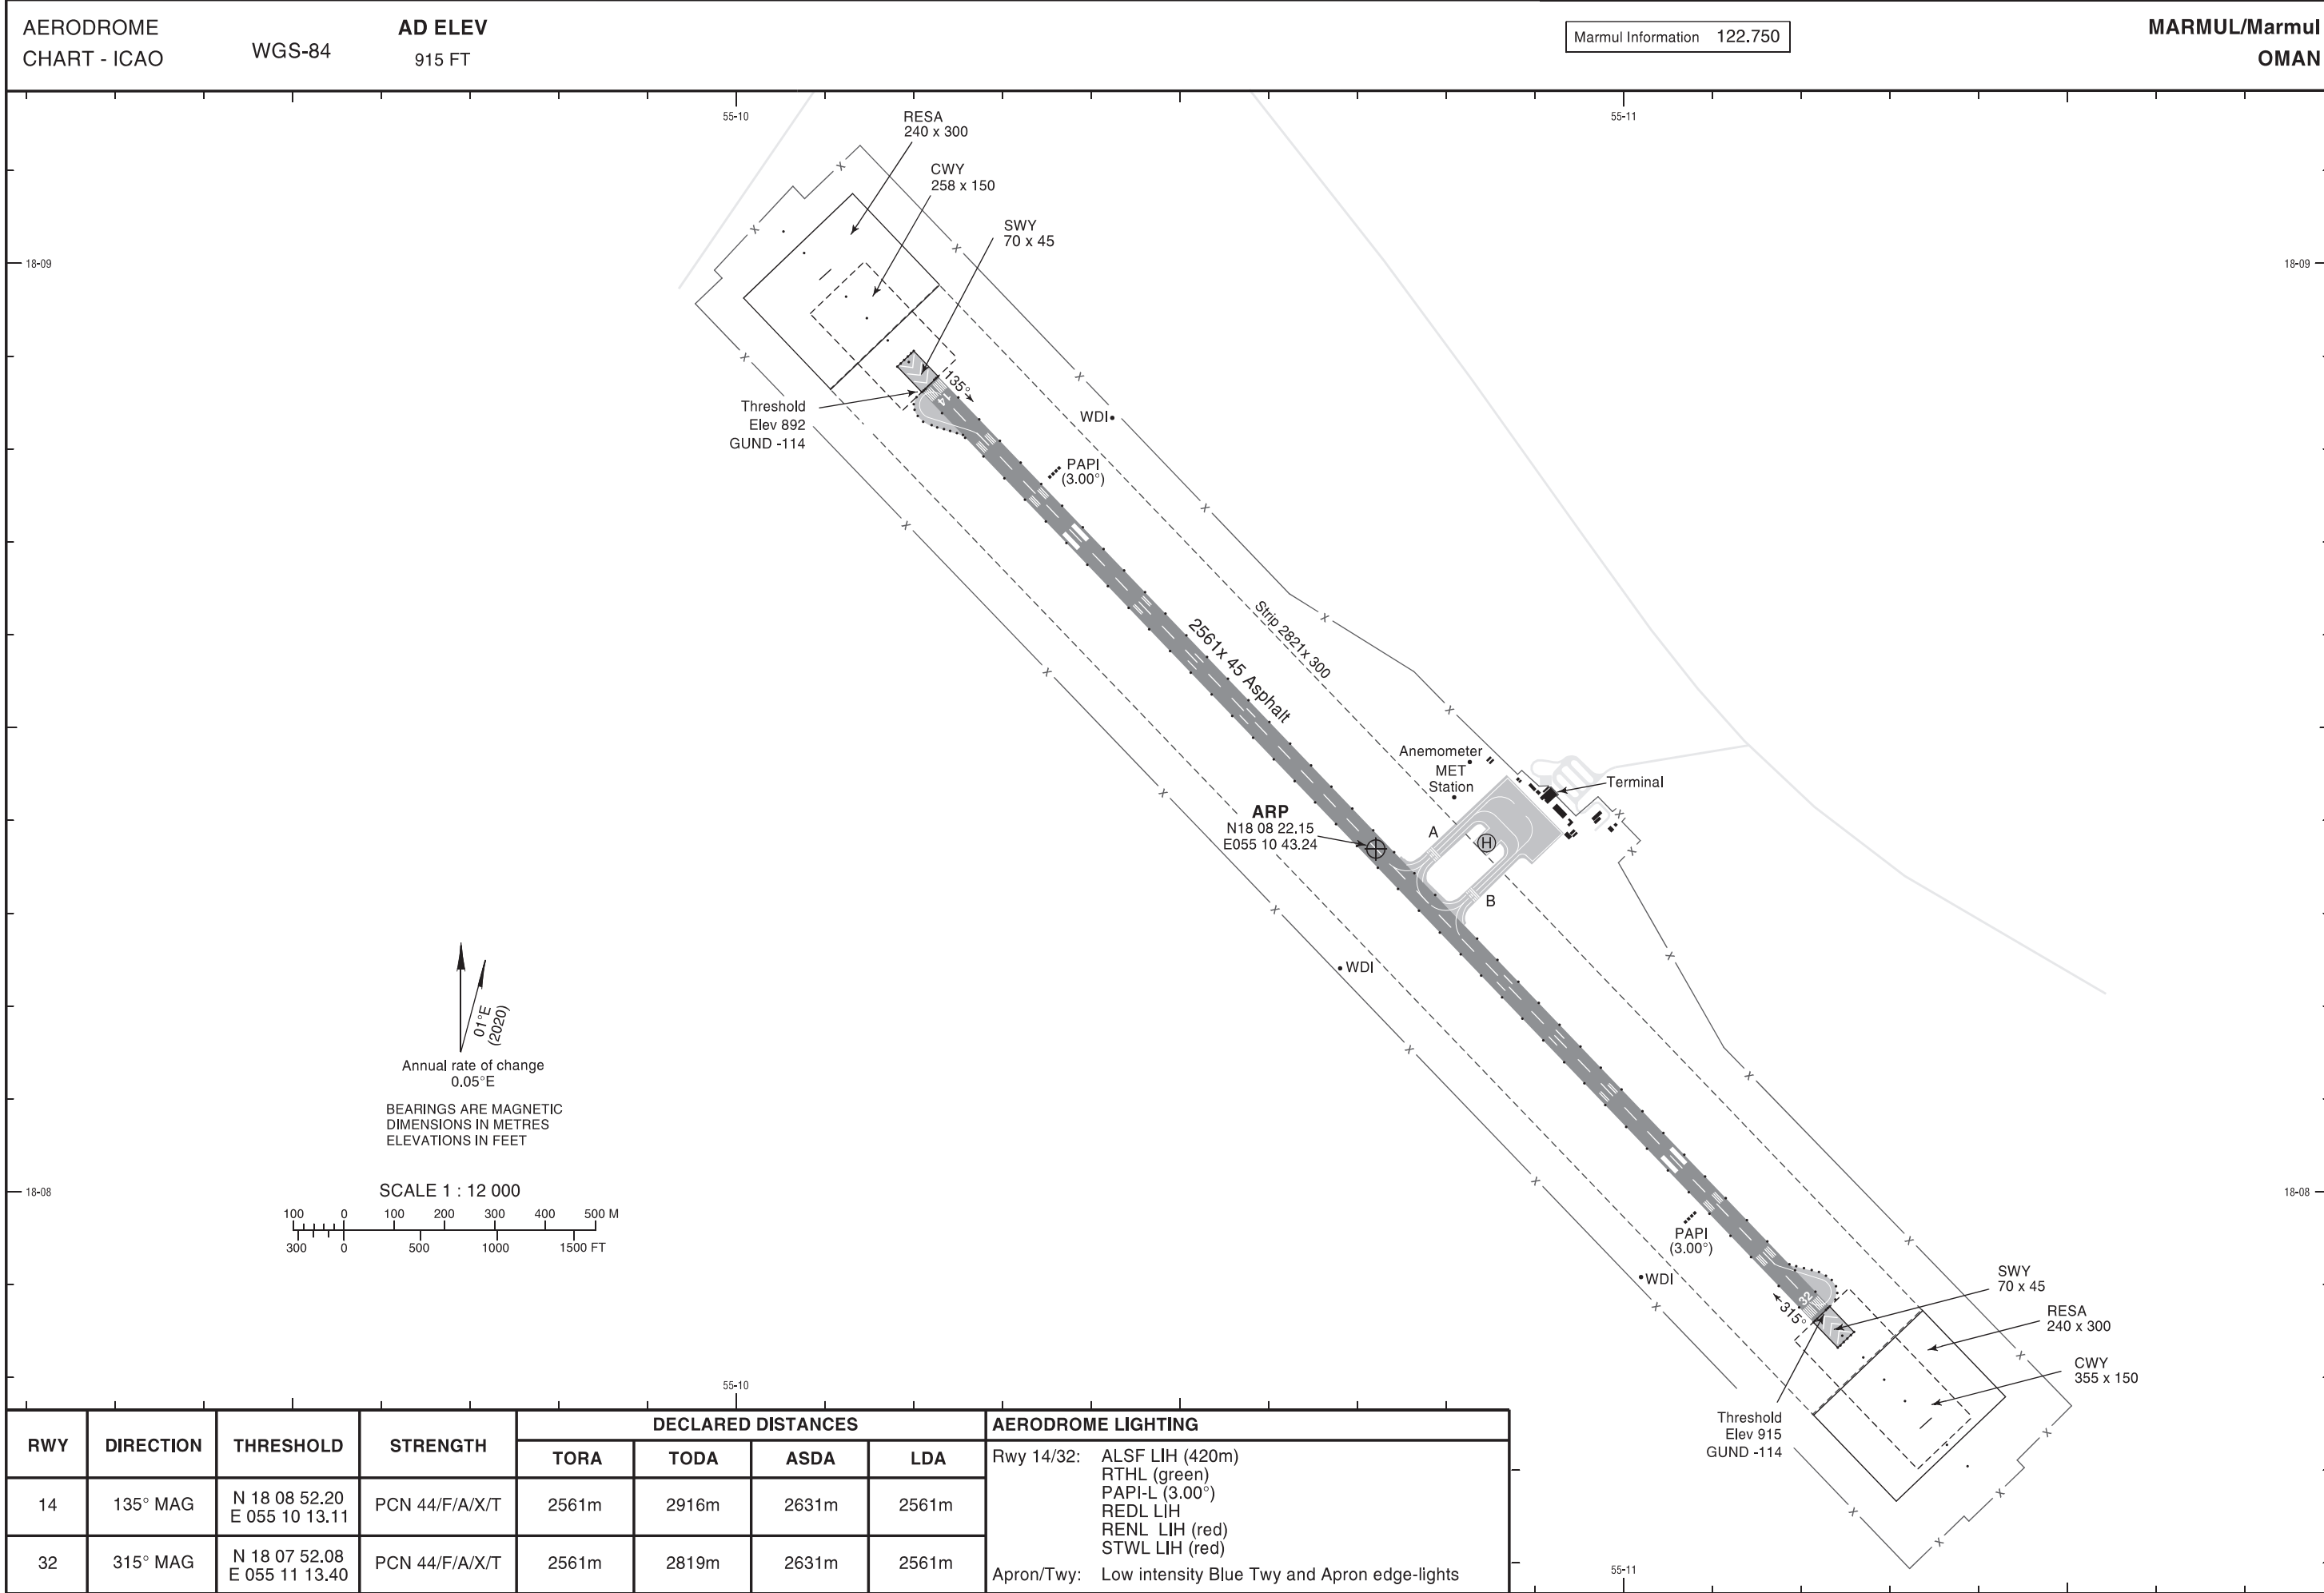 AERODROME
CHART - ICAO
WGS-84
AD ELEV
915 FT
Marmul Information 122.750
MARMUL/Marmul
OMAN
55-10
55-11
RESA
240 x 300
CWY
258 x 150
SWY
70 x 45
18-09
18-09
135°
14
Threshold
Elev 892
GUND -114
WDI
PAPI
(3.00°)
Strip 2821x 300
2561x 45 Asphalt
Anemometer
MET
Station
Terminal
ARP
N18 08 22.15
E055 10 43.24
A
H
B
WDI
01°E
(2020)
Annual rate of change
0.05°E
BEARINGS ARE MAGNETIC
DIMENSIONS IN METRES
ELEVATIONS IN FEET
18-08
18-08
SCALE 1 : 12 000
100 0 100 200 300 400 500 M
300 0 500 1000 1500 FT
PAPI
(3.00°)
WDI
32
315°
SWY
70 x 45
RESA
240 x 300
CWY
355 x 150
Threshold
Elev 915
GUND -114
55-10
55-11
RWY DIRECTION THRESHOLD STRENGTH DECLARED DISTANCES
TORA TODA ASDA LDA
14 135° MAG N 18 08 52.20 E 055 10 13.11 PCN 44/F/A/X/T 2561m 2916m 2631m 2561m
32 315° MAG N 18 07 52.08 E 055 11 13.40 PCN 44/F/A/X/T 2561m 2819m 2631m 2561m
AERODROME LIGHTING
Rwy 14/32: ALSF LIH (420m)
RTHL (green)
PAPI-L (3.00°)
REDL LIH
RENL LIH (red)
STWL LIH (red)
Apron/Twy: Low intensity Blue Twy and Apron edge-lights